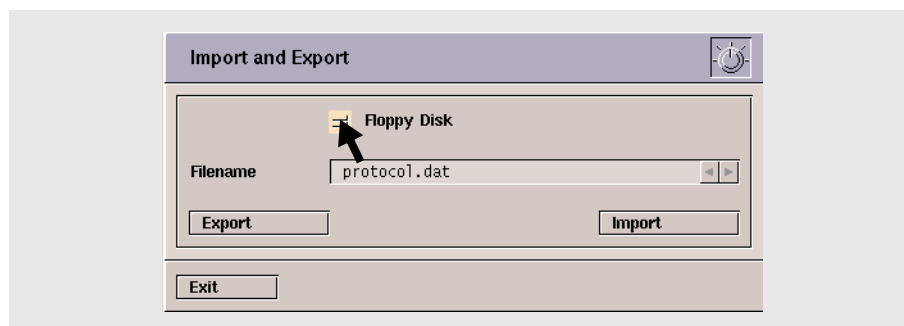 Import and Export
Floppy Disk
Filename protocol.dat
Export Import
Exit